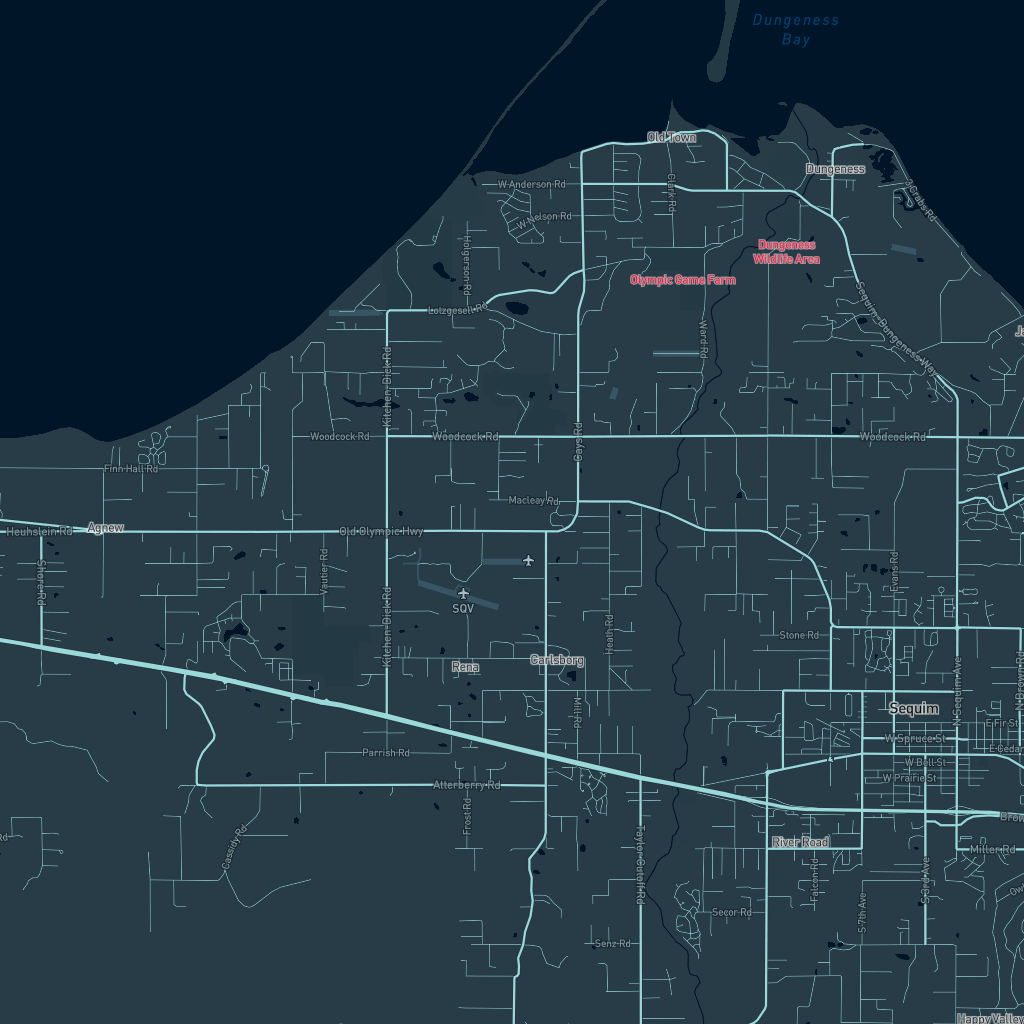 Dungeness
Bay
Old Town
Dungeness
W Anderson Rd
Clark Rd
3 Crabs Rd
W Nelson Rd
Holgerson Rd
Dungeness
Wildlife Area
Olympic Game Farm
Lotzgesell Rd
Sequim-Dungeness Way
Ward Rd
Kitchen-Dick Rd
Woodcock Rd
Woodcock Rd
Cays Rd
Woodcock Rd
Finn Hall Rd
Macleay Rd
Agnew
Heuhslein Rd
Old Olympic Hwy
Shore Rd
Vautier Rd
Kitchen-Dick Rd
SQV
Evans Rd
Heath Rd
Stone Rd
Rena
Carlsborg
N Sequim Ave
N Brown Rd
Mill Rd
Sequim
E Fir St
W Spruce St
E Cedar
Parrish Rd
W Bell St
W Prairie St
Atterberry Rd
Frost Rd
Cassidy Rd
Taylor Cutoff Rd
River Road
Miller Rd
Falcon Rd
S 3rd Ave
S 7th Ave
Secor Rd
Senz Rd
Happy Valley